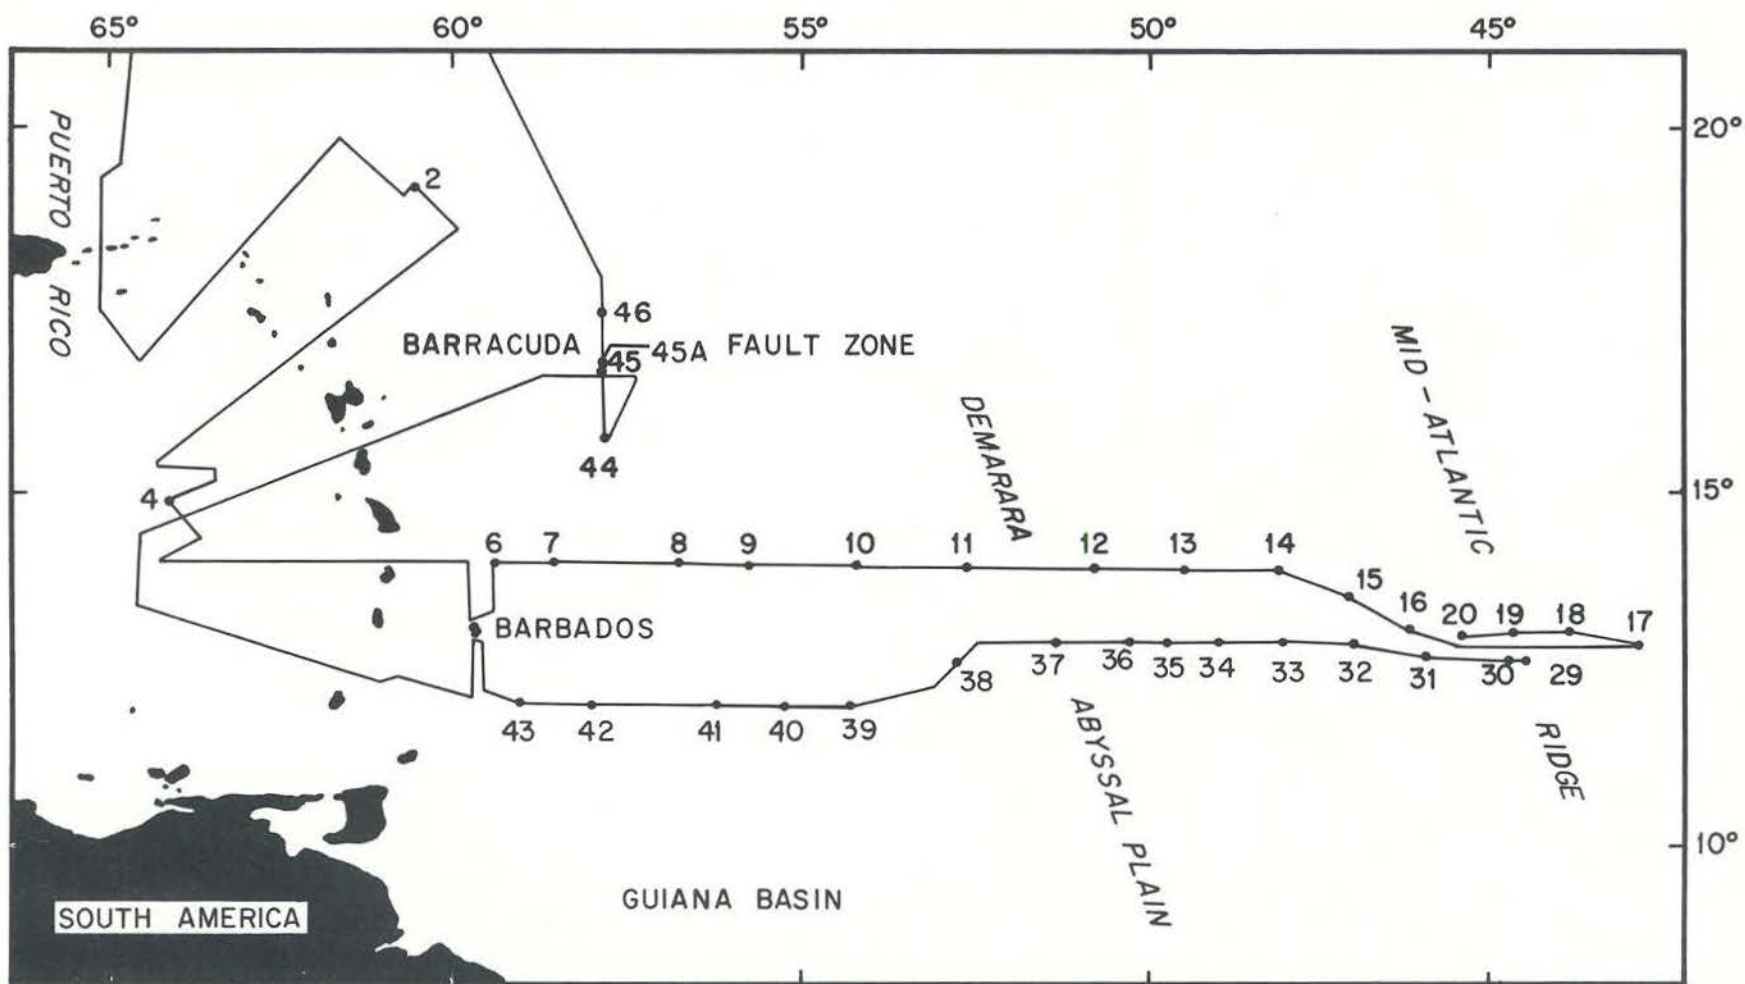 65° 60° 55° 50° 45°
20°
PUERTO RICO
2
46
BARRACUDA FAULT ZONE
45A
45
MID-ATLANTIC
DEMARARA
44
4
15°
6 7 8 9 10 11 12 13 14
15
16
20 19 18 17
BARBADOS
37 36 35 34 33 32 31 30 29
38
43 42 41 40 39
ABYSSAL PLAIN
RIDGE
10°
GUIANA BASIN
SOUTH AMERICA